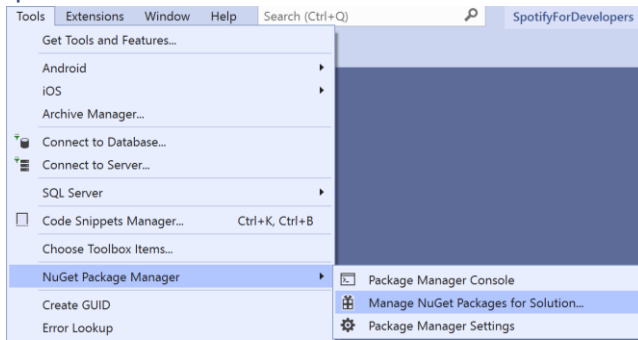 Tools Extensions Window Help Search (Ctrl+Q) SpotifyForDevelopers
Get Tools and Features...
Android
iOS
Archive Manager...
Connect to Database...
Connect to Server...
SQL Server
Code Snippets Manager... Ctrl+K, Ctrl+B
Choose Toolbox Items...
NuGet Package Manager
Package Manager Console
Manage NuGet Packages for Solution...
Package Manager Settings
Create GUID
Error Lookup